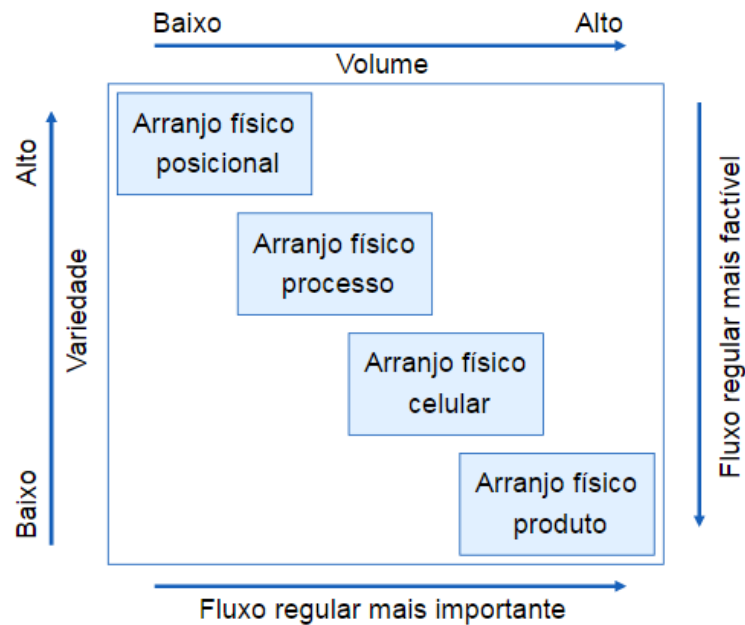 Baixo
Alto
Volume
Arranjo físico
posicional
Arranjo físico
processo
Arranjo físico
celular
Arranjo físico
produto
Alto
Variedade
Baixo
Fluxo regular mais factível
Fluxo regular mais importante